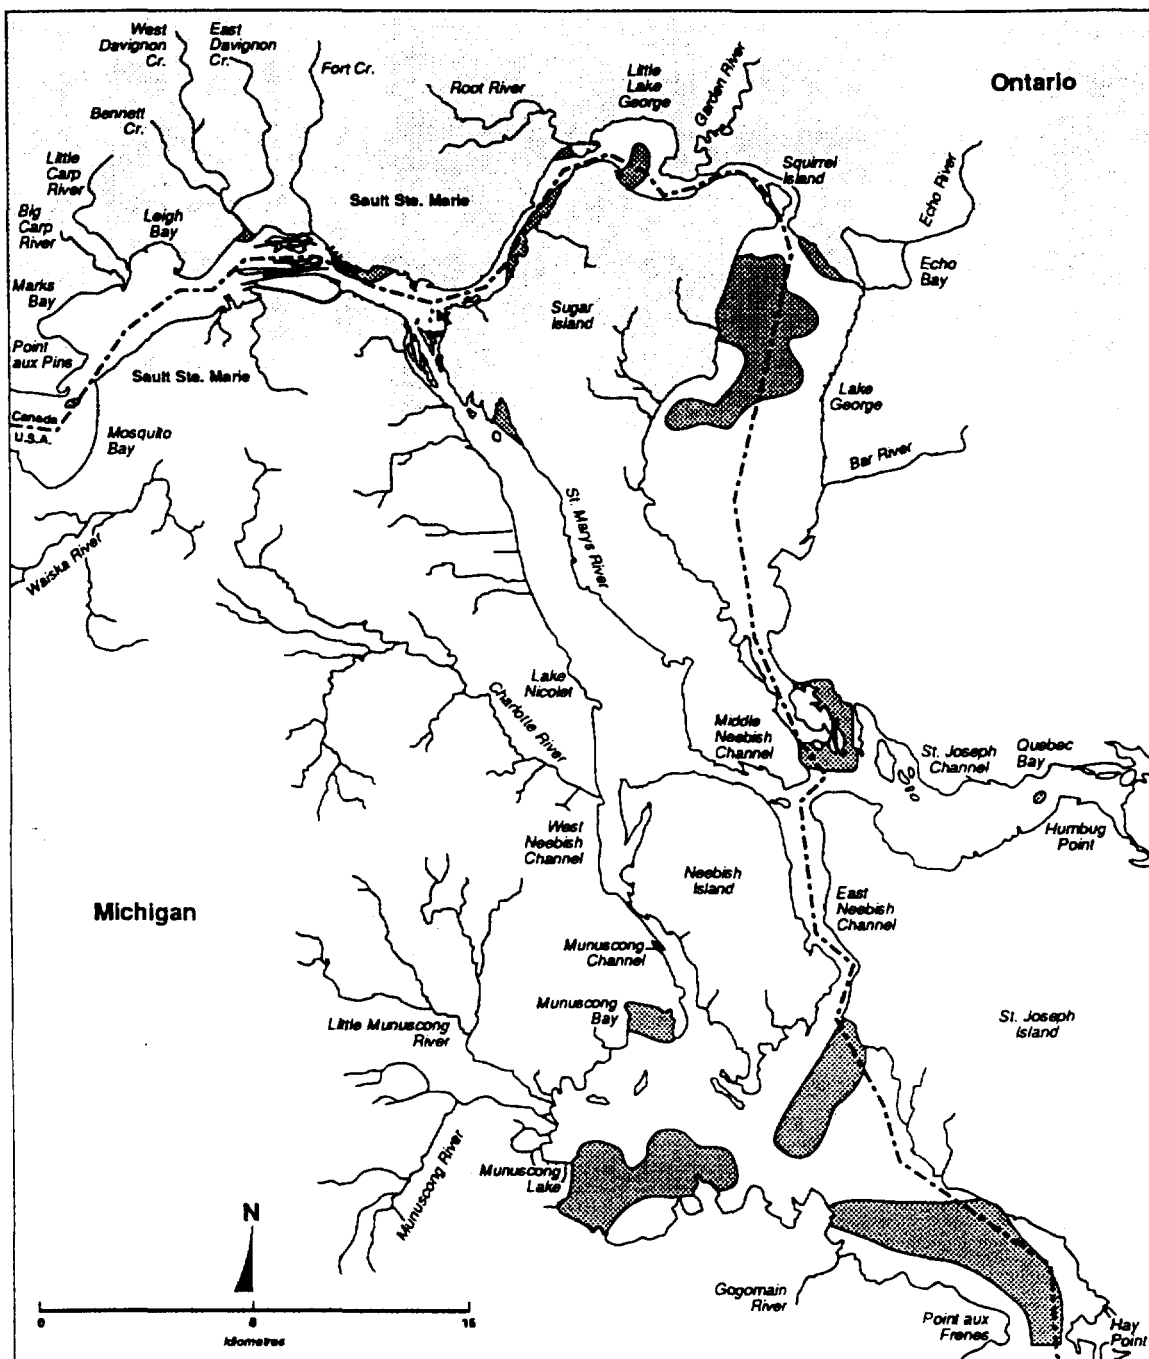 West
Davignon
Cr.
East
Davignon
Cr.
Fort Cr.
Bennett
Cr.
Little
Carp
River
Big
Carp
River
Leigh
Bay
Marks
Bay
Point
aux Pins
Sault Ste. Marie
Sault Ste. Marie
Canada
U.S.A.
Mosquito
Bay
Root River
Little
Lake
George
Garden River
Ontario
Squirrel
Island
Echo River
Echo
Bay
Sugar
Island
Lake
George
Bar River
Waiska River
St. Marys River
Lake
Nicolet
Charlotte River
Middle
Neebish
Channel
St. Joseph
Channel
Quebec
Bay
Humbug
Point
West
Neebish
Channel
Neebish
Island
East
Neebish
Channel
Michigan
Munuscong
Channel
Munuscong
Bay
Little Munuscong
River
St. Joseph
Island
Munuscong
Lake
Munuscong River
N
Gogomain
River
Point aux
Frenes
Hay
Point
0 8 16
kilometres